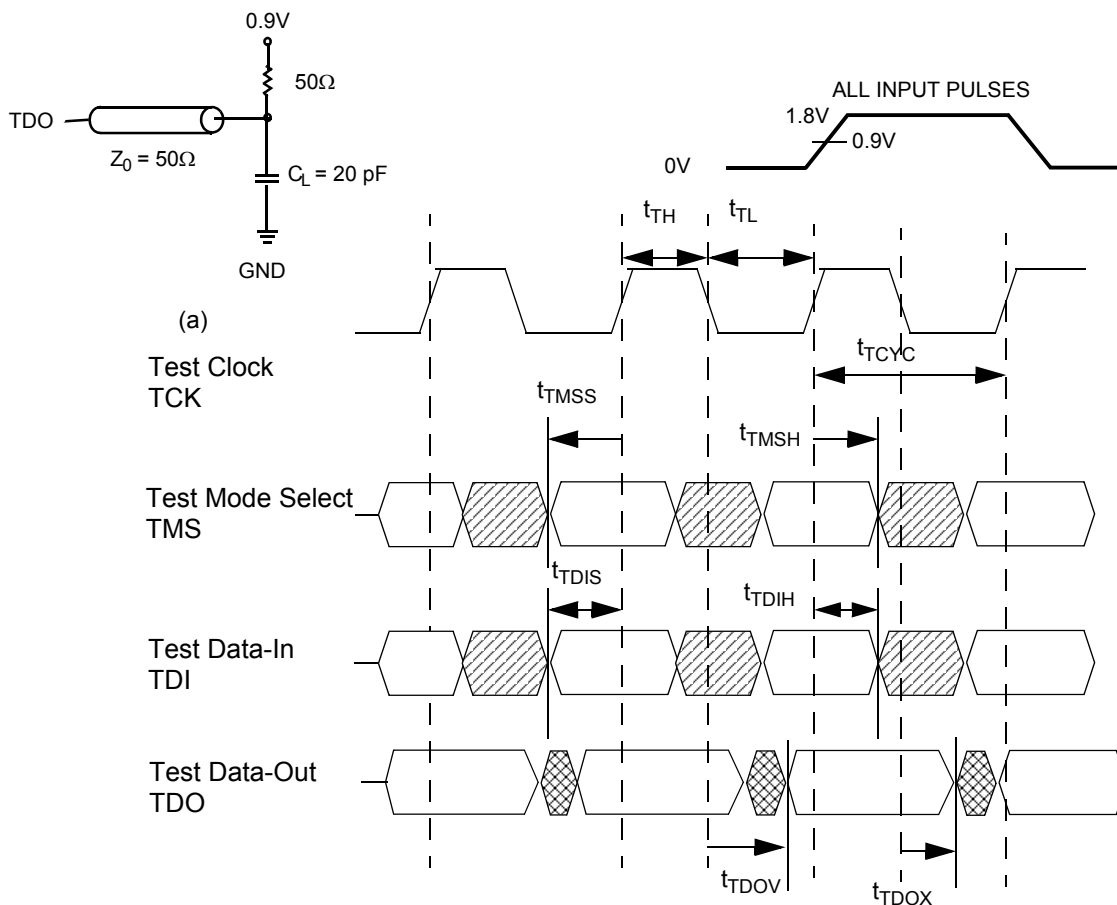 0.9V
50Ω
TDO
Z0 = 50Ω
CL = 20 pF
GND
(a)
ALL INPUT PULSES
1.8V
0.9V
0V
tTH
tTL
Test Clock
TCK
tTCYC
tTMSS
tTMSH
Test Mode Select
TMS
tTDIS
tTDIH
Test Data-In
TDI
Test Data-Out
TDO
tTDOV
tTDOX